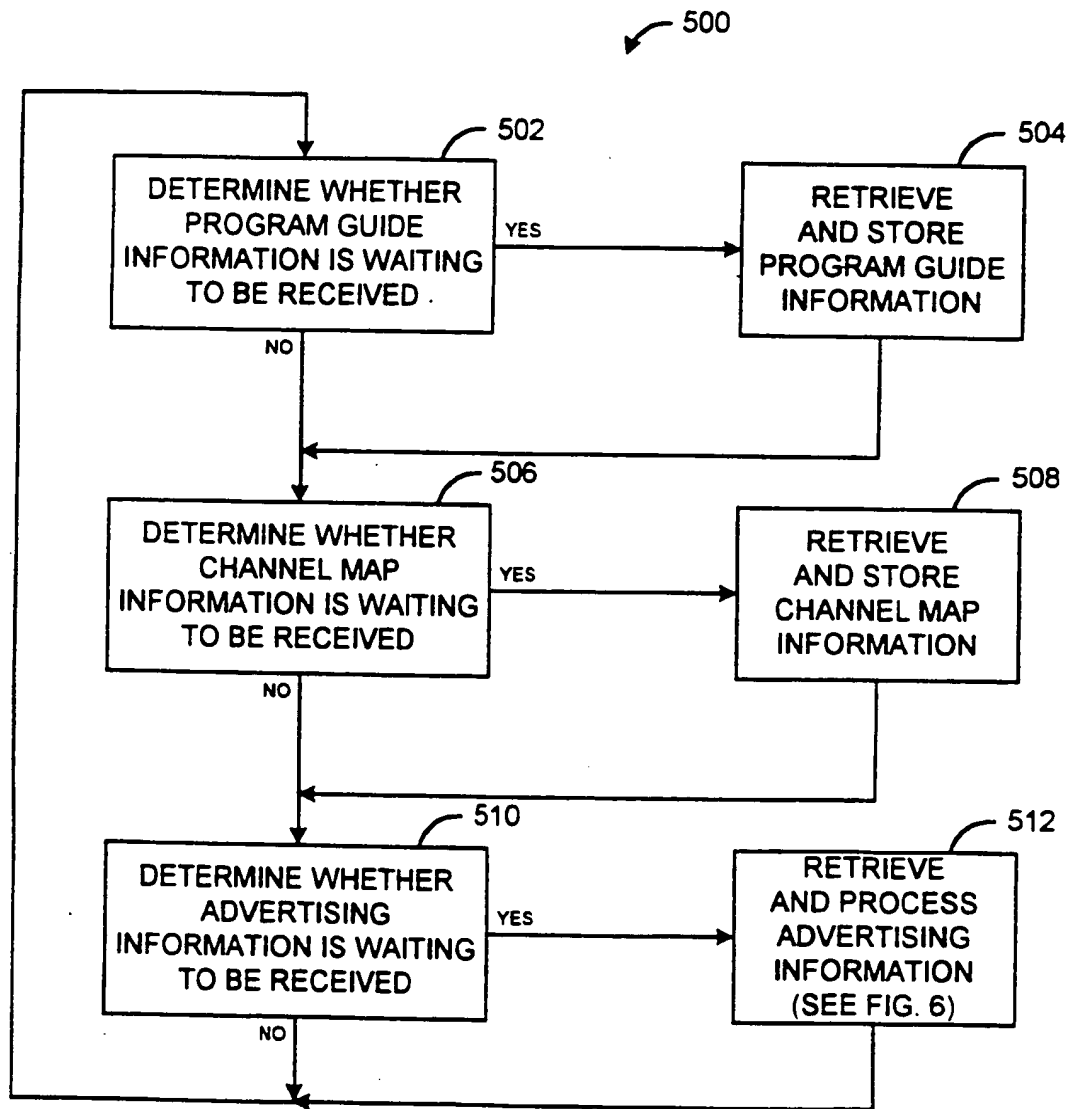 500
502
DETERMINE WHETHER
PROGRAM GUIDE
INFORMATION IS WAITING
TO BE RECEIVED
YES
NO
504
RETRIEVE
AND STORE
PROGRAM GUIDE
INFORMATION
506
DETERMINE WHETHER
CHANNEL MAP
INFORMATION IS WAITING
TO BE RECEIVED
YES
NO
508
RETRIEVE
AND STORE
CHANNEL MAP
INFORMATION
510
DETERMINE WHETHER
ADVERTISING
INFORMATION IS WAITING
TO BE RECEIVED
YES
NO
512
RETRIEVE
AND PROCESS
ADVERTISING
INFORMATION
(SEE FIG. 6)